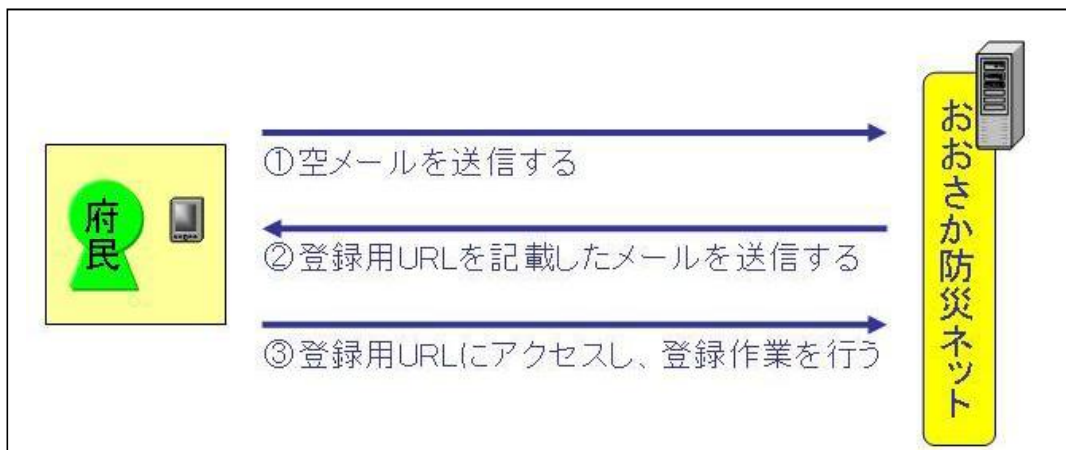 ①空メールを送信する
府民
②登録用URLを記載したメールを送信する
③登録用URLにアクセスし、登録作業を行う
おおさか防災ネット